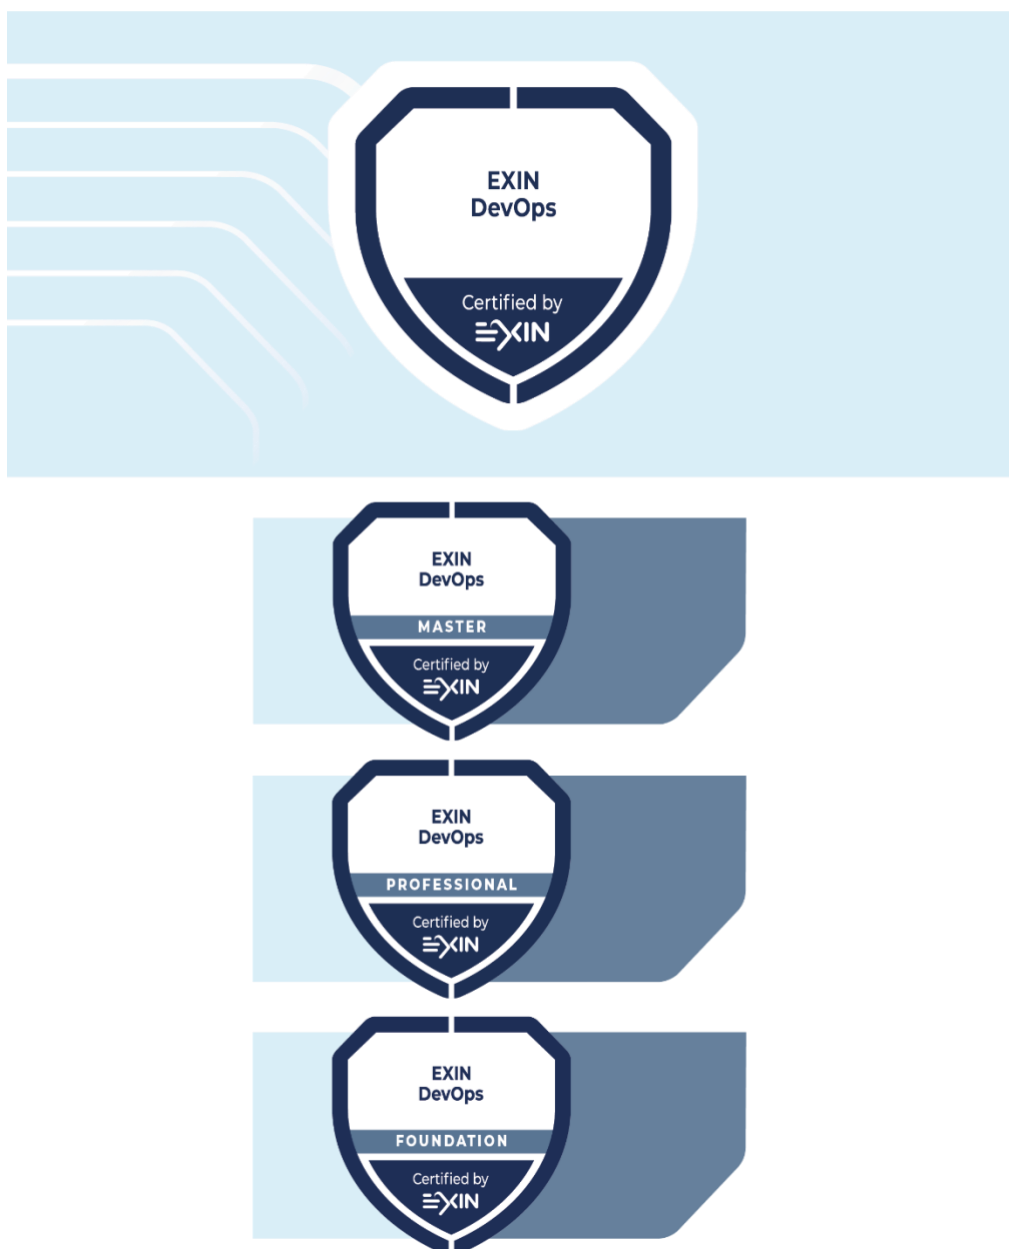 EXIN
DevOps
Certified by
EXIN
EXIN
DevOps
MASTER
Certified by
EXIN
EXIN
DevOps
PROFESSIONAL
Certified by
EXIN
EXIN
DevOps
FOUNDATION
Certified by
EXIN